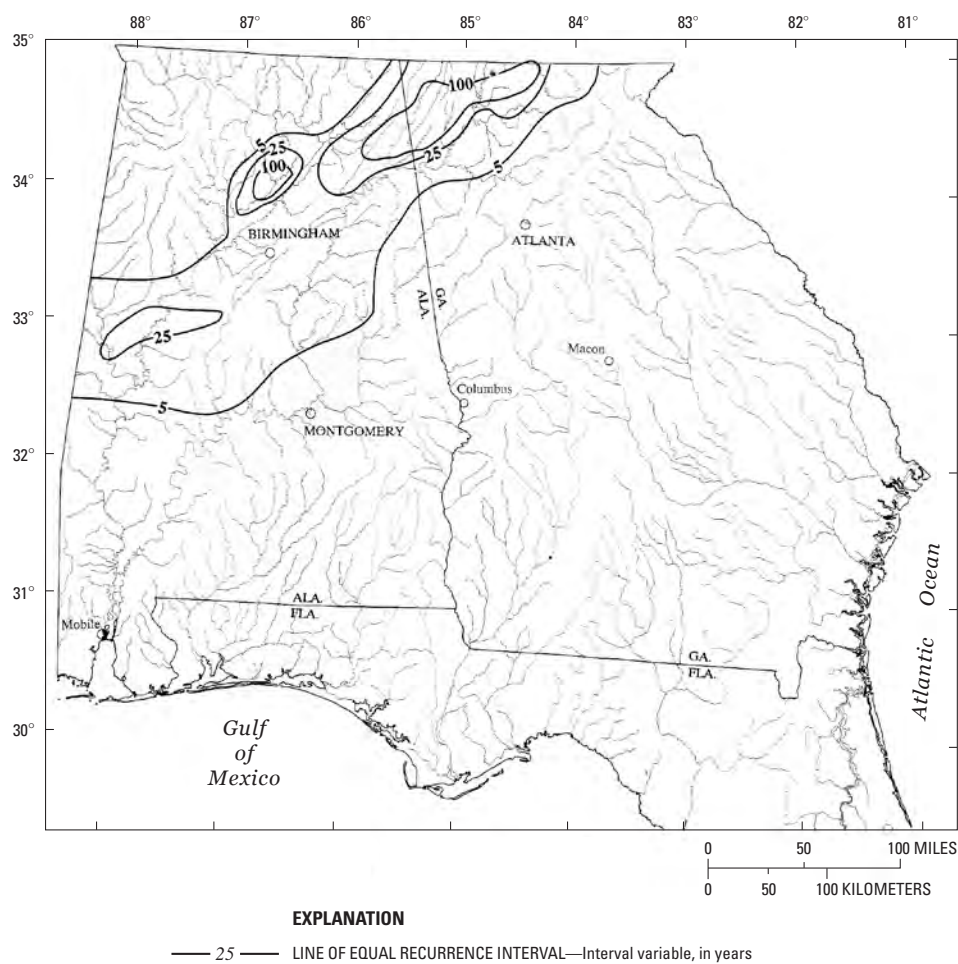 88° 87° 86° 85° 84° 83° 82° 81°
35°
100
5
25
100
25
34°
5
BIRMINGHAM
ATLANTA
GA.
ALA.
33°
25
Macon
Columbus
5
MONTGOMERY
32°
31°
ALA.
FLA.
Mobile
GA.
FLA.
Atlantic Ocean
30°
Gulf
of
Mexico
0 50 100 MILES
0 50 100 KILOMETERS
EXPLANATION
25 LINE OF EQUAL RECURRENCE INTERVAL—Interval variable, in years